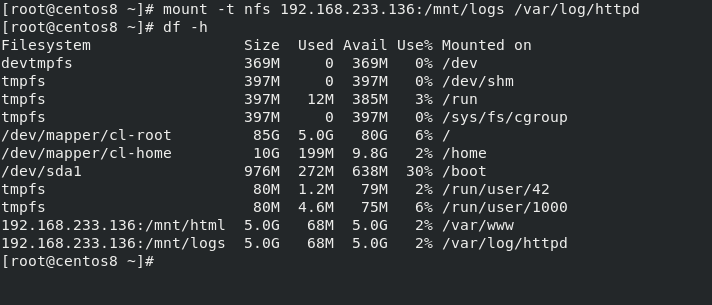 [root@centos8 ~]# mount -t nfs 192.168.233.136:/mnt/logs /var/log/httpd
[root@centos8 ~]# df -h
Filesystem                 Size  Used Avail Use% Mounted on
devtmpfs                   369M     0  369M   0% /dev
tmpfs                      397M     0  397M   0% /dev/shm
tmpfs                      397M   12M  385M   3% /run
tmpfs                      397M     0  397M   0% /sys/fs/cgroup
/dev/mapper/cl-root         85G  5.0G   80G   6% /
/dev/mapper/cl-home         10G  199M  9.8G   2% /home
/dev/sda1                  976M  272M  638M  30% /boot
tmpfs                       80M  1.2M   79M   2% /run/user/42
tmpfs                       80M  4.6M   75M   6% /run/user/1000
192.168.233.136:/mnt/html  5.0G   68M  5.0G   2% /var/www
192.168.233.136:/mnt/logs  5.0G   68M  5.0G   2% /var/log/httpd
[root@centos8 ~]#